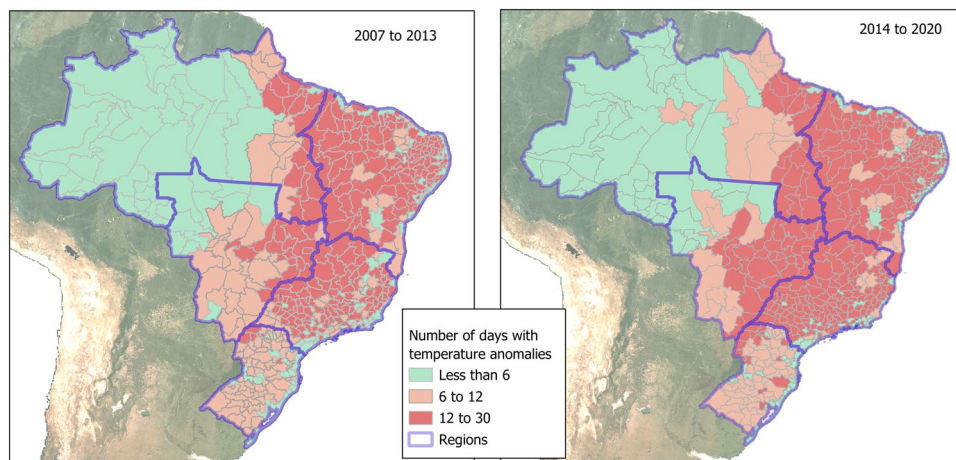 2007 to 2013
2014 to 2020
Number of days with
temperature anomalies
Less than 6
6 to 12
12 to 30
Regions